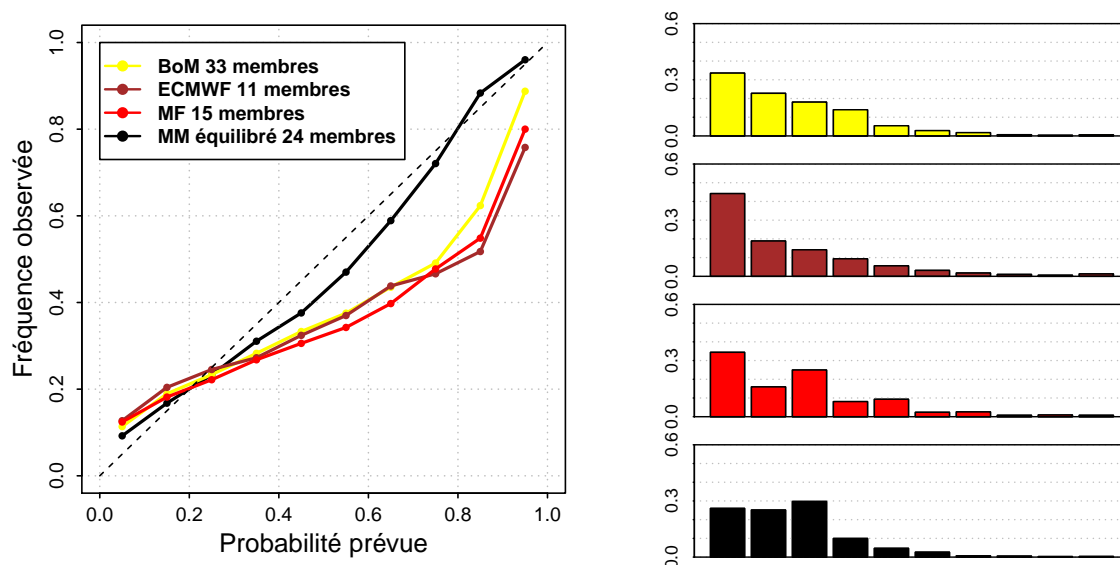 BoM 33 membres
ECMWF 11 membres
MF 15 membres
MM équilibré 24 membres
Fréquence observée
1.0
0.8
0.6
0.4
0.2
0.0
0.0 0.2 0.4 0.6 0.8 1.0
Probabilité prévue
0.6
0.3
0.0
0.6
0.3
0.0
0.6
0.3
0.0
0.6
0.3
0.0